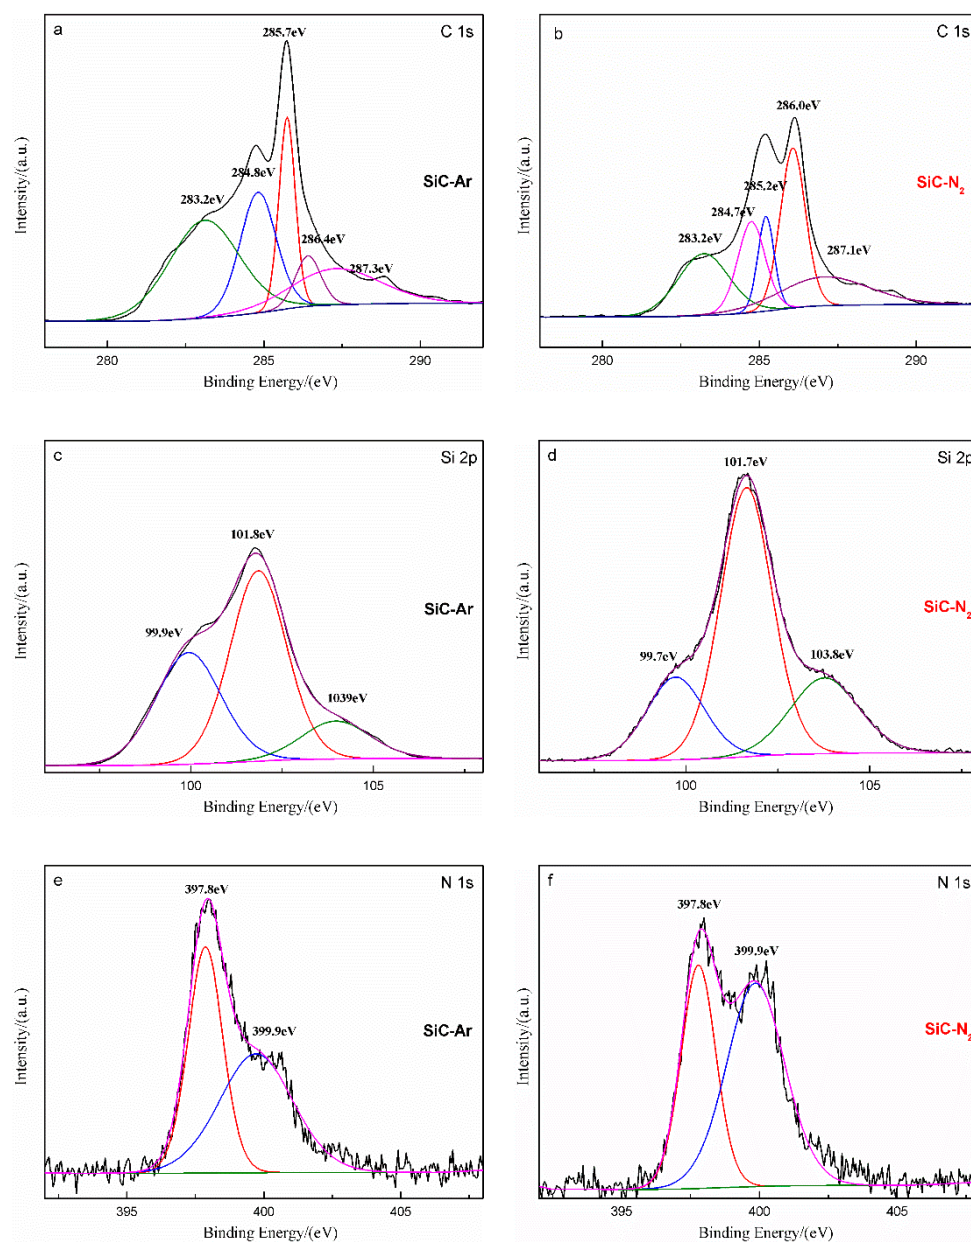 a
C 1s
285.7eV
284.8eV
283.2eV
286.4eV
287.3eV
SiC-Ar
Intensity/(a.u.)
280 285 290
Binding Energy/(eV)
b
C 1s
286.0eV
285.2eV
284.7eV
283.2eV
287.1eV
SiC-N₂
Intensity/(a.u.)
280 285 290
Binding Energy/(eV)
c
Si 2p
101.8eV
99.9eV
1039eV
SiC-Ar
Intensity/(a.u.)
100 105
Binding Energy/(eV)
d
Si 2p
101.7eV
99.7eV
103.8eV
SiC-N₂
Intensity/(a.u.)
100 105
Binding Energy/(eV)
e
N 1s
397.8eV
399.9eV
SiC-Ar
Intensity/(a.u.)
395 400 405
Binding Energy/(eV)
f
N 1s
397.8eV
399.9eV
SiC-N₂
Intensity/(a.u.)
395 400 405
Binding Energy/(eV)